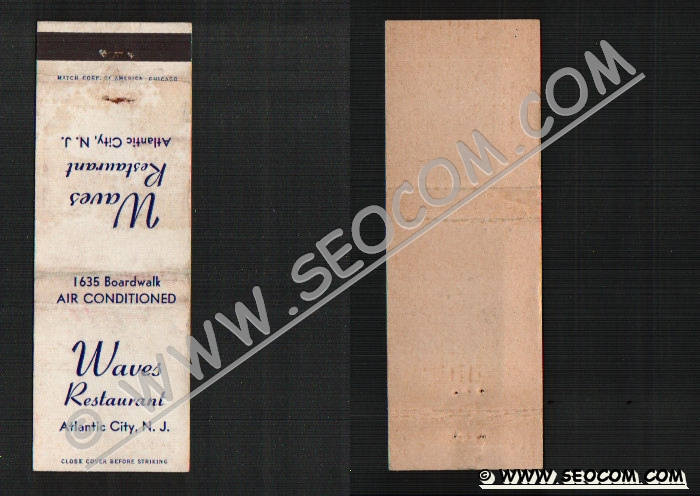 MATCH CORP. OF AMERICA, CHICAGO
Waves
Restaurant
Atlantic City, N. J.
1635 Boardwalk
AIR CONDITIONED
Waves
Restaurant
Atlantic City, N. J.
CLOSE COVER BEFORE STRIKING
© WWW.SEOCOM.COM
© WWW.SEOCOM.COM